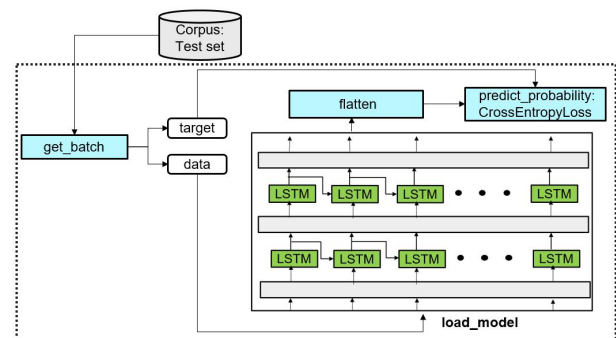 Corpus:
Test set
get_batch
target
data
flatten
predict_probability:
CrossEntropyLoss
LSTM LSTM LSTM LSTM
LSTM LSTM LSTM LSTM
load_model